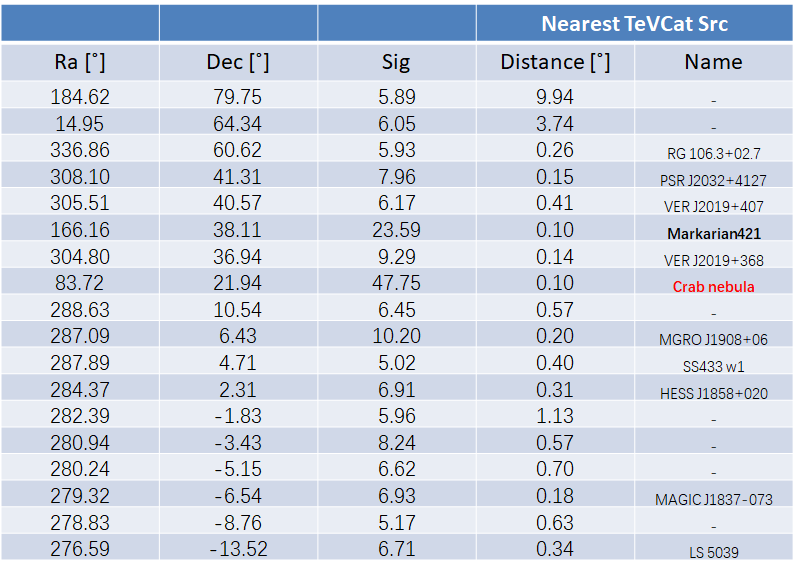 Nearest TeVCat Src
Ra [°] Dec [°] Sig Distance [°] Name
184.62 79.75 5.89 9.94 -
14.95 64.34 6.05 3.74 -
336.86 60.62 5.93 0.26 RG 106.3+02.7
308.10 41.31 7.96 0.15 PSR J2032+4127
305.51 40.57 6.17 0.41 VER J2019+407
166.16 38.11 23.59 0.10 Markarian421
304.80 36.94 9.29 0.14 VER J2019+368
83.72 21.94 47.75 0.10 Crab nebula
288.63 10.54 6.45 0.57 -
287.09 6.43 10.20 0.20 MGRO J1908+06
287.89 4.71 5.02 0.40 SS433 w1
284.37 2.31 6.91 0.31 HESS J1858+020
282.39 -1.83 5.96 1.13 -
280.94 -3.43 8.24 0.57 -
280.24 -5.15 6.62 0.70 -
279.32 -6.54 6.93 0.18 MAGIC J1837-073
278.83 -8.76 5.17 0.63 -
276.59 -13.52 6.71 0.34 LS 5039